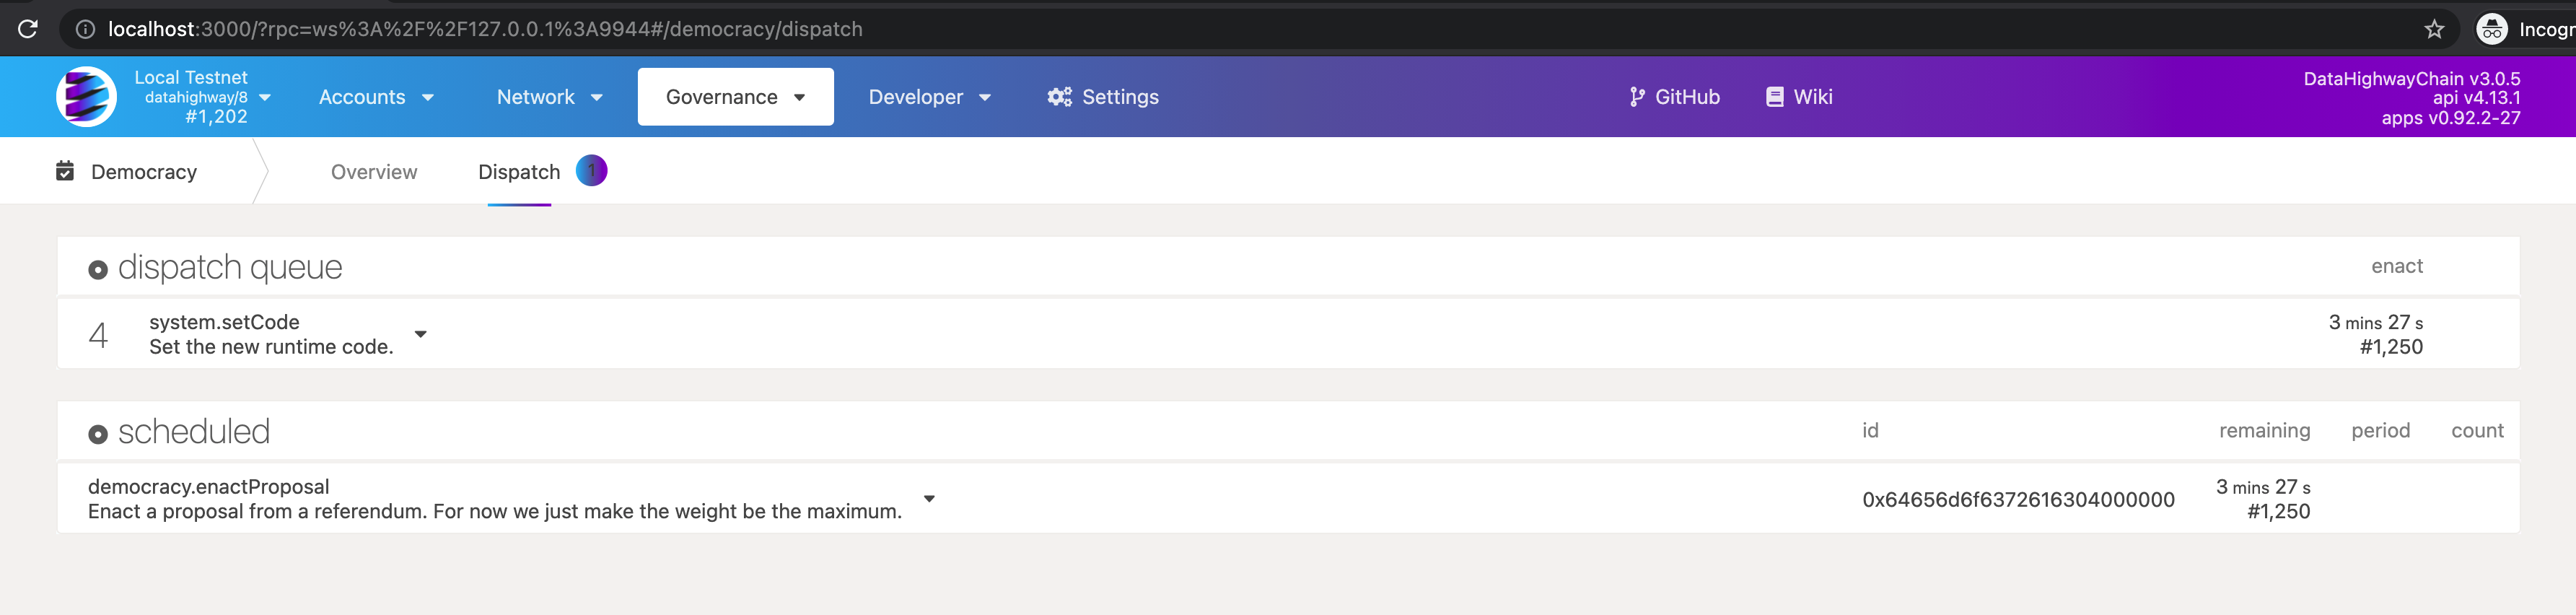 localhost:3000/?rpc=ws%3A%2F%2F127.0.0.1%3A9944#/democracy/dispatch
Incogn
Local Testnet
datahighway/8
#1,202
Accounts
Network
Governance
Developer
Settings
GitHub
Wiki
DataHighwayChain v3.0.5
api v4.13.1
apps v0.92.2-27
Democracy
Overview
Dispatch
1
dispatch queue
enact
4
system.setCode
Set the new runtime code.
3 mins 27 s
#1,250
scheduled
id
remaining
period
count
democracy.enactProposal
Enact a proposal from a referendum. For now we just make the weight be the maximum.
0x64656d6f6372616304000000
3 mins 27 s
#1,250